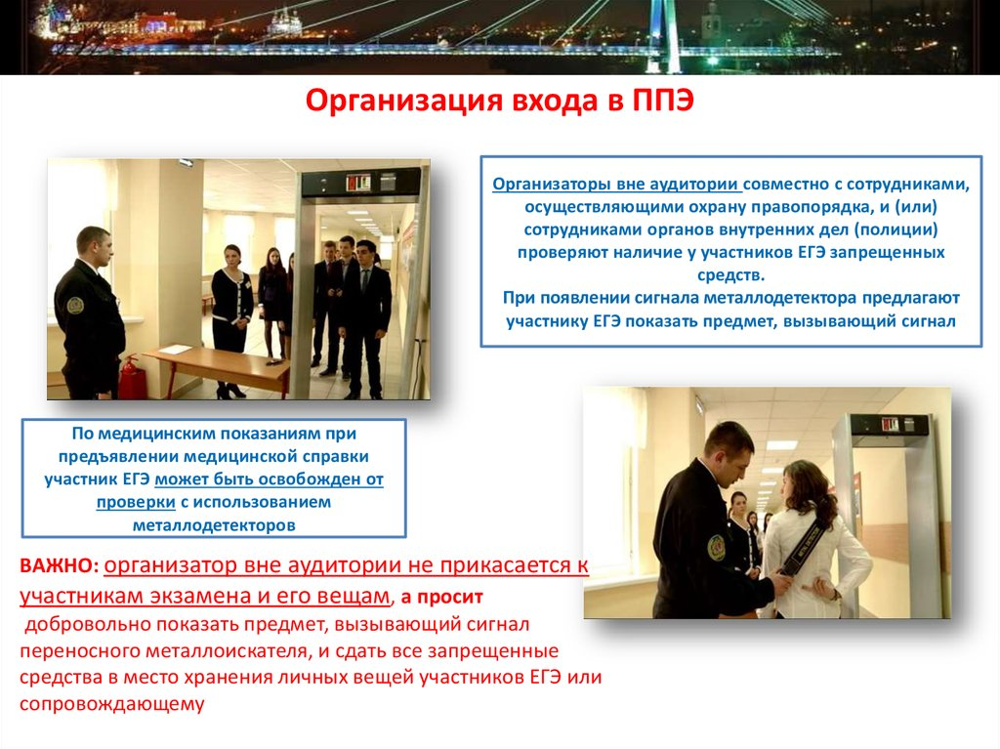 Организация входа в ППЭ
Организаторы вне аудитории совместно с сотрудниками,
осуществляющими охрану правопорядка, и (или)
сотрудниками органов внутренних дел (полиции)
проверяют наличие у участников ЕГЭ запрещенных
средств.
При появлении сигнала металлодетектора предлагают
участнику ЕГЭ показать предмет, вызывающий сигнал
По медицинским показаниям при
предъявлении медицинской справки
участник ЕГЭ может быть освобожден от
проверки с использованием
металлодетекторов
ВАЖНО: организатор вне аудитории не прикасается к
участникам экзамена и его вещам, а просит
добровольно показать предмет, вызывающий сигнал
переносного металлоискателя, и сдать все запрещенные
средства в место хранения личных вещей участников ЕГЭ или
сопровождающему